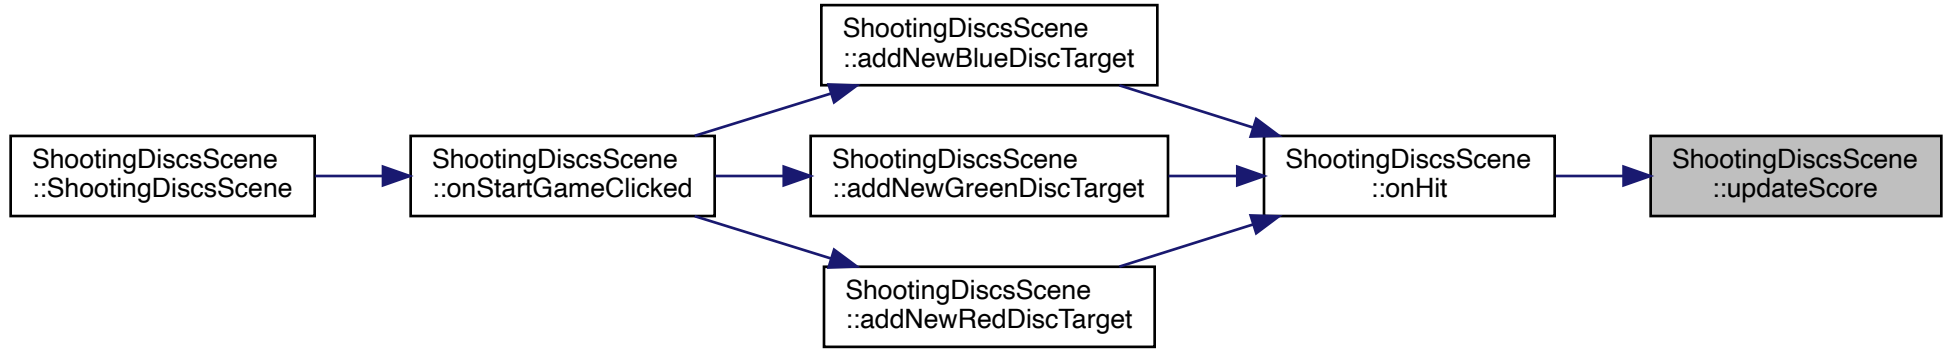 ShootingDiscsScene
::ShootingDiscsScene
ShootingDiscsScene
::onStartGameClicked
ShootingDiscsScene
::addNewBlueDiscTarget
ShootingDiscsScene
::addNewGreenDiscTarget
ShootingDiscsScene
::addNewRedDiscTarget
ShootingDiscsScene
::onHit
ShootingDiscsScene
::updateScore